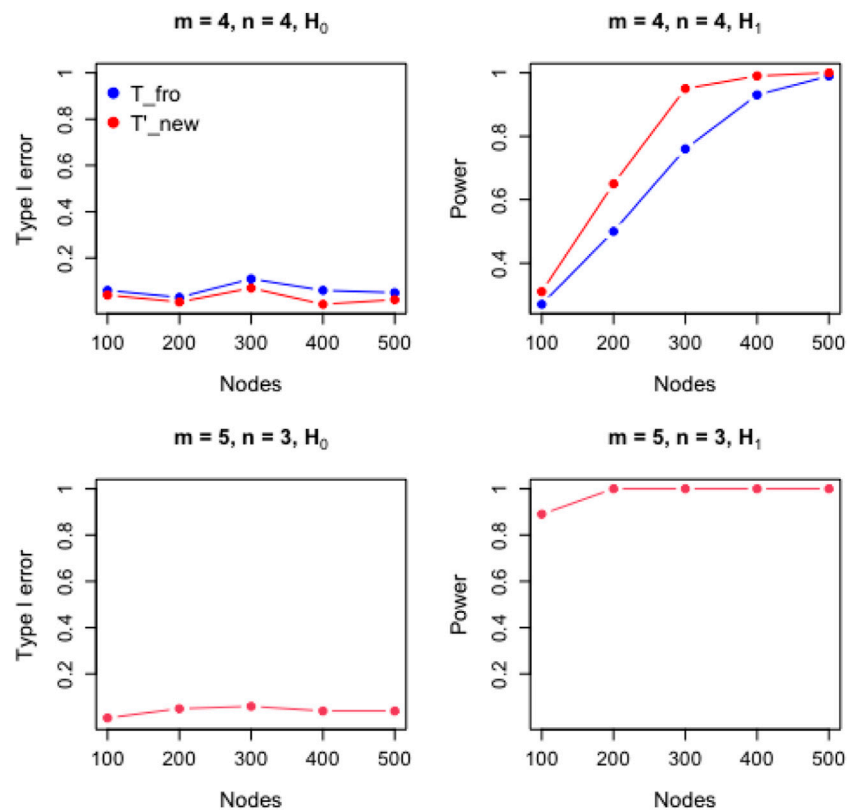 m = 4, n = 4, H₀
Type I error
1
0.8
0.6
0.4
0.2
T_fro
T'_new
100 200 300 400 500
Nodes
m = 4, n = 4, H₁
Power
1
0.8
0.6
0.4
100 200 300 400 500
Nodes
m = 5, n = 3, H₀
Type I error
1
0.8
0.6
0.4
0.2
100 200 300 400 500
Nodes
m = 5, n = 3, H₁
Power
1
0.8
0.6
0.4
0.2
100 200 300 400 500
Nodes